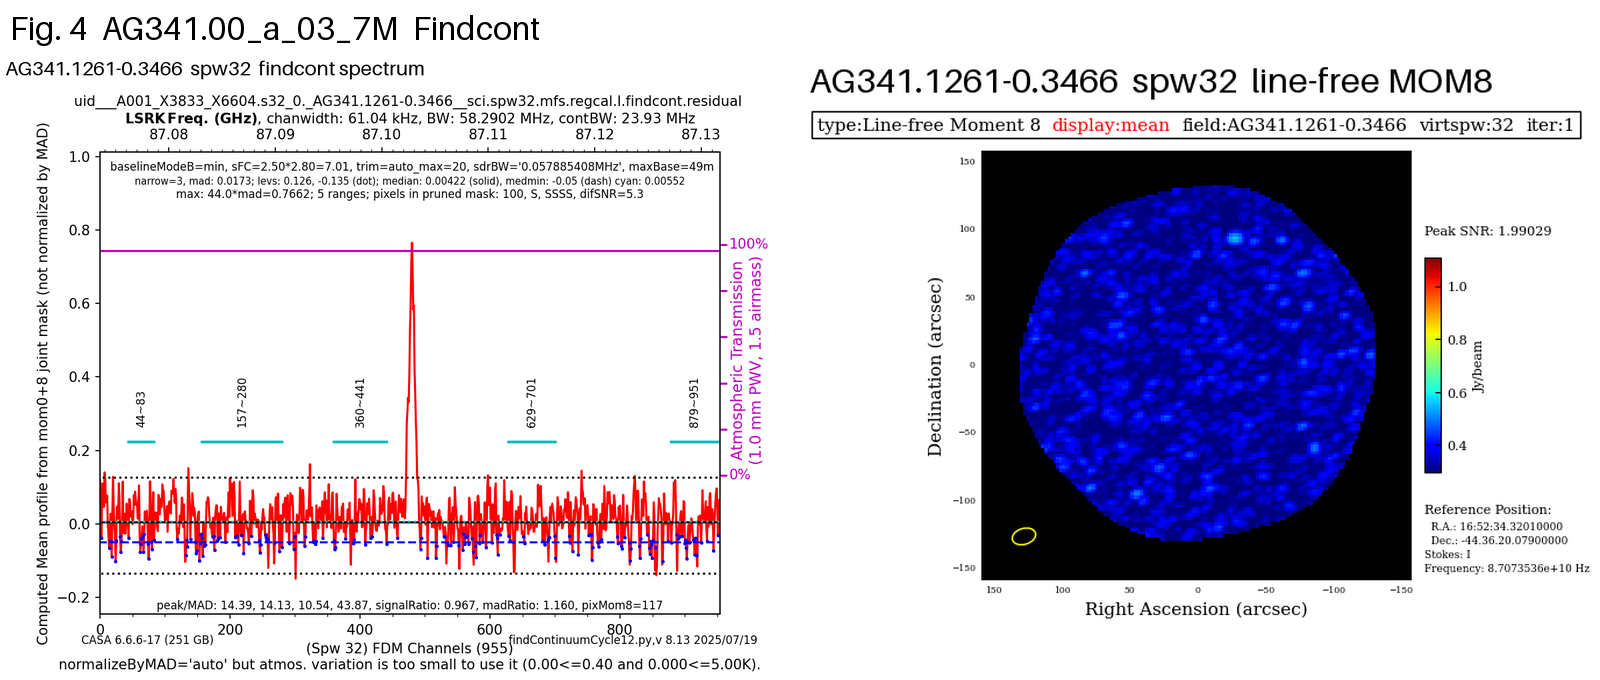 Fig. 4 AG341.00_a_03_7M Findcont
AG341.1261-0.3466 spw32 findcont spectrum
uid___A001_X3833_X6604.s32_0._AG341.1261-0.3466__sci.spw32.mfs.regcal.I.findcont.residual
LSRK Freq. (GHz), chanwidth: 61.04 kHz, BW: 58.2902 MHz, contBW: 23.93 MHz
87.08 87.09 87.10 87.11 87.12 87.13
baselineModeB=min, sFC=2.50*2.80=7.01, trim=auto_max=20, sdrBW='0.057885408MHz', maxBase=49m
narrow=3, mad: 0.0173; levs: 0.126, -0.135 (dot); median: 0.00422 (solid), medmin: -0.05 (dash) cyan: 0.00552
max: 44.0*mad=0.7662; 5 ranges; pixels in pruned mask: 100, S, SSSS, difSNR=5.3
Computed Mean profile from mom0+8 joint mask (not normalized by MAD)
1.0
0.8
0.6
0.4
0.2
0.0
−0.2
44~83
157~280
360~441
629~701
879~951
100%
0%
Atmospheric Transmission
(1.0 mm PWV, 1.5 airmass)
peak/MAD: 14.39, 14.13, 10.54, 43.87, signalRatio: 0.967, madRatio: 1.160, pixMom8=117
0 200 400 600 800
CASA 6.6.6-17 (251 GB)
(Spw 32) FDM Channels (955)
findContinuumCycle12.py,v 8.13 2025/07/19
normalizeByMAD='auto' but atmos. variation is too small to use it (0.00<=0.40 and 0.000<=5.00K).
AG341.1261-0.3466 spw32 line-free MOM8
type:Line-free Moment 8 display:mean field:AG341.1261-0.3466 virtspw:32 iter:1
150
100
50
0
−50
−100
−150
Declination (arcsec)
150 100 50 0 −50 −100 −150
Right Ascension (arcsec)
Peak SNR: 1.99029
1.0
0.8
0.6
0.4
Jy/beam
Reference Position:
R.A.: 16:52:34.32010000
Dec.: -44.36.20.07900000
Stokes: I
Frequency: 8.7073536e+10 Hz